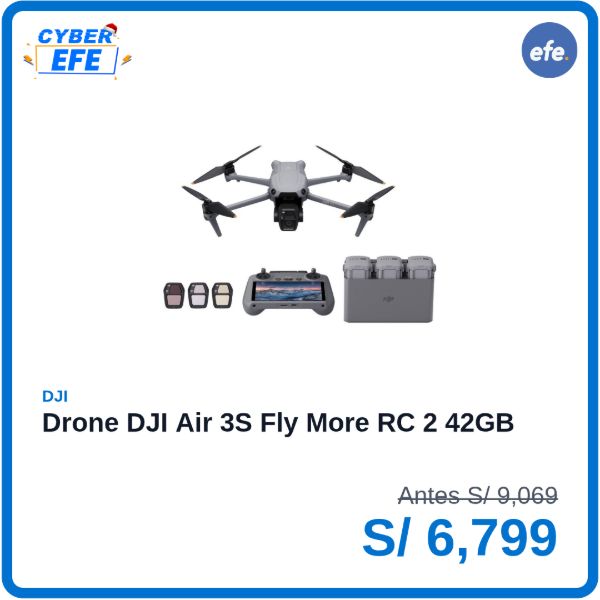 CYBER
EFE
efe.
DJI
Drone DJI Air 3S Fly More RC 2 42GB
Antes S/ 9,069
S/ 6,799